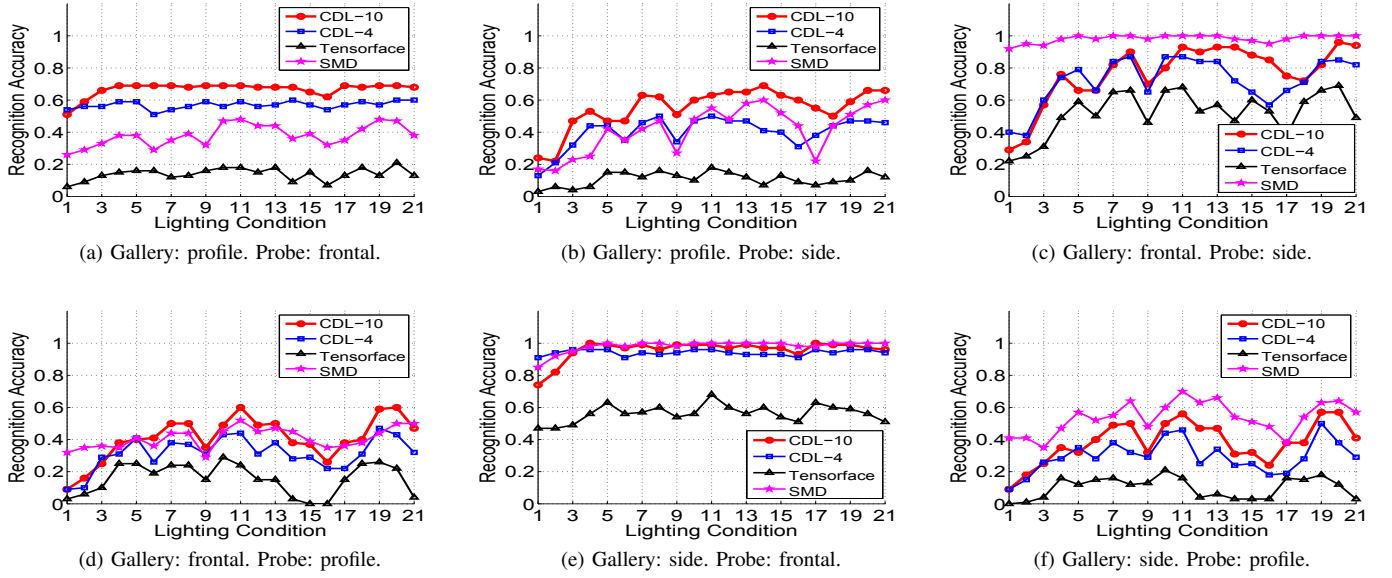 CDL−10
CDL−4
Tensorface
SMD
Recognition Accuracy
1
0.8
0.6
0.4
0.2
0
1 3 5 7 9 11 13 15 17 19 21
Lighting Condition
(a) Gallery: profile. Probe: frontal.
CDL−10
CDL−4
Tensorface
SMD
Recognition Accuracy
1
0.8
0.6
0.4
0.2
0
1 3 5 7 9 11 13 15 17 19 21
Lighting Condition
(b) Gallery: profile. Probe: side.
Recognition Accuracy
1
0.8
0.6
0.4
0.2
0
CDL−10
CDL−4
Tensorface
SMD
1 3 5 7 9 11 13 15 17 19 21
Lighting Condition
(c) Gallery: frontal. Probe: side.
CDL−10
CDL−4
Tensorface
SMD
Recognition Accuracy
1
0.8
0.6
0.4
0.2
0
1 3 5 7 9 11 13 15 17 19 21
Lighting Condition
(d) Gallery: frontal. Probe: profile.
Recognition Accuracy
1
0.8
0.6
0.4
0.2
0
CDL−10
CDL−4
Tensorface
SMD
1 3 5 7 9 11 13 15 17 19 21
Lighting Condition
(e) Gallery: side. Probe: frontal.
CDL−10
CDL−4
Tensorface
SMD
Recognition Accuracy
1
0.8
0.6
0.4
0.2
0
1 3 5 7 9 11 13 15 17 19 21
Lighting Condition
(f) Gallery: side. Probe: profile.